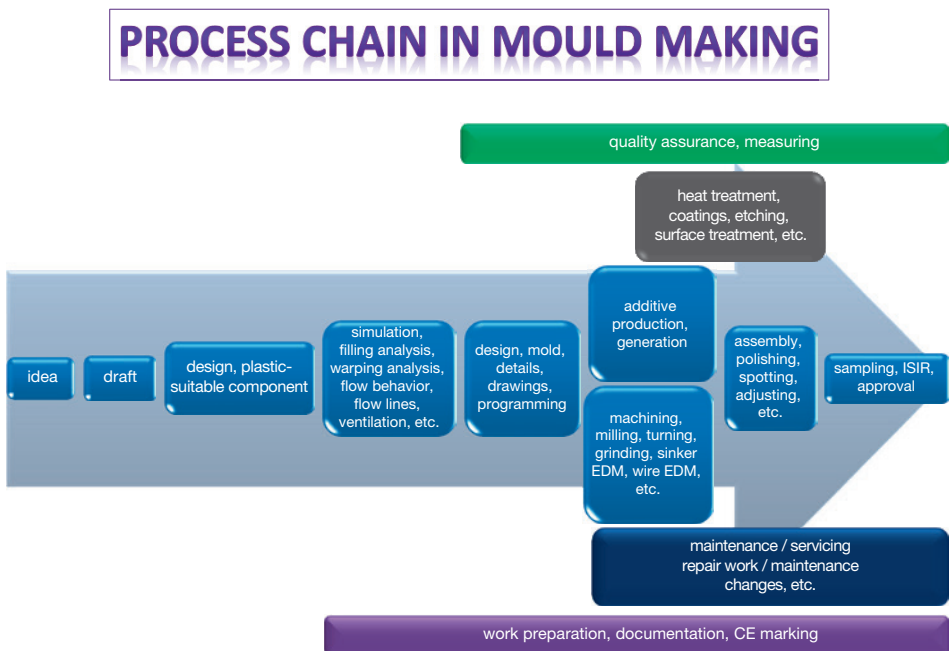 PROCESS CHAIN IN MOULD MAKING
quality assurance, measuring
heat treatment,
coatings, etching,
surface treatment, etc.
idea
draft
design, plastic-
suitable component
simulation,
filling analysis,
warping analysis,
flow behavior,
flow lines,
ventilation, etc.
design, mold,
details,
drawings,
programming
additive
production,
generation
machining,
milling, turning,
grinding, sinker
EDM, wire EDM,
etc.
assembly,
polishing,
spotting,
adjusting,
etc.
sampling, ISIR,
approval
maintenance / servicing
repair work / maintenance
changes, etc.
work preparation, documentation, CE marking